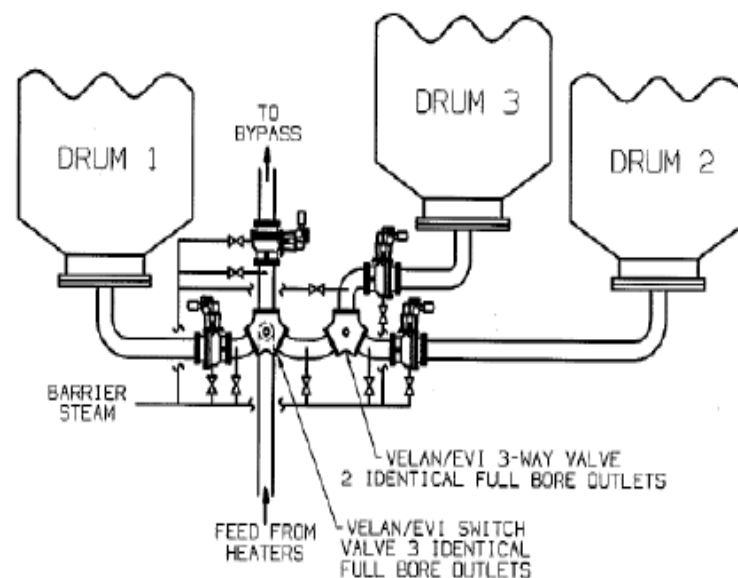 TO
BYPASS
DRUM 1
DRUM 3
DRUM 2
BARRIER
STEAM
VELAN/EVI 3-WAY VALVE
2 IDENTICAL FULL BORE OUTLETS
FEED FROM
HEATERS
VELAN/EVI SWITCH
VALVE 3 IDENTICAL
FULL BORE OUTLETS